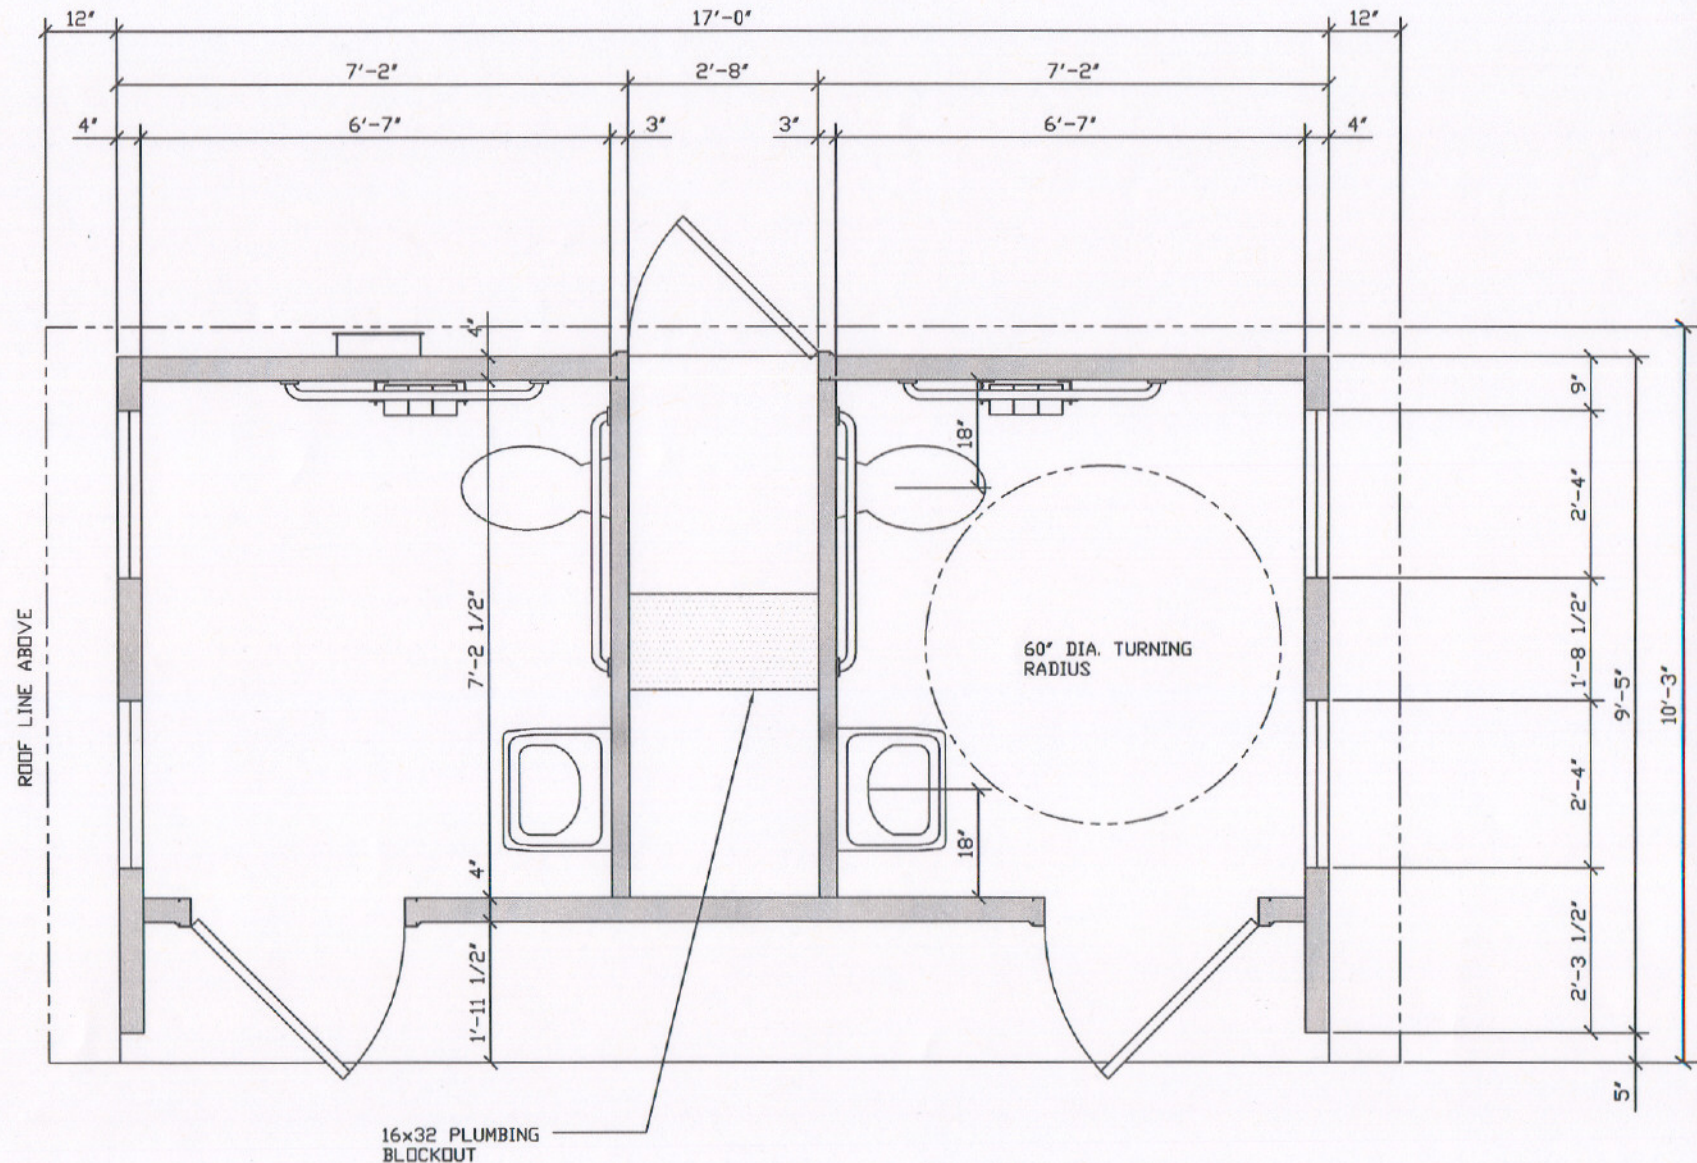 12" 17'-0" 12"
7'-2" 2'-8" 7'-2"
4" 6'-7" 3" 3" 6'-7" 4"
4"
9"
18"
2'-4"
7'-2 1/2"
1'-8 1/2"
ROOF LINE ABOVE
60" DIA. TURNING
RADIUS
9'-5"
10'-3"
2'-4"
18"
4"
2'-3 1/2"
1'-11 1/2"
5"
16x32 PLUMBING
BLOCKOUT